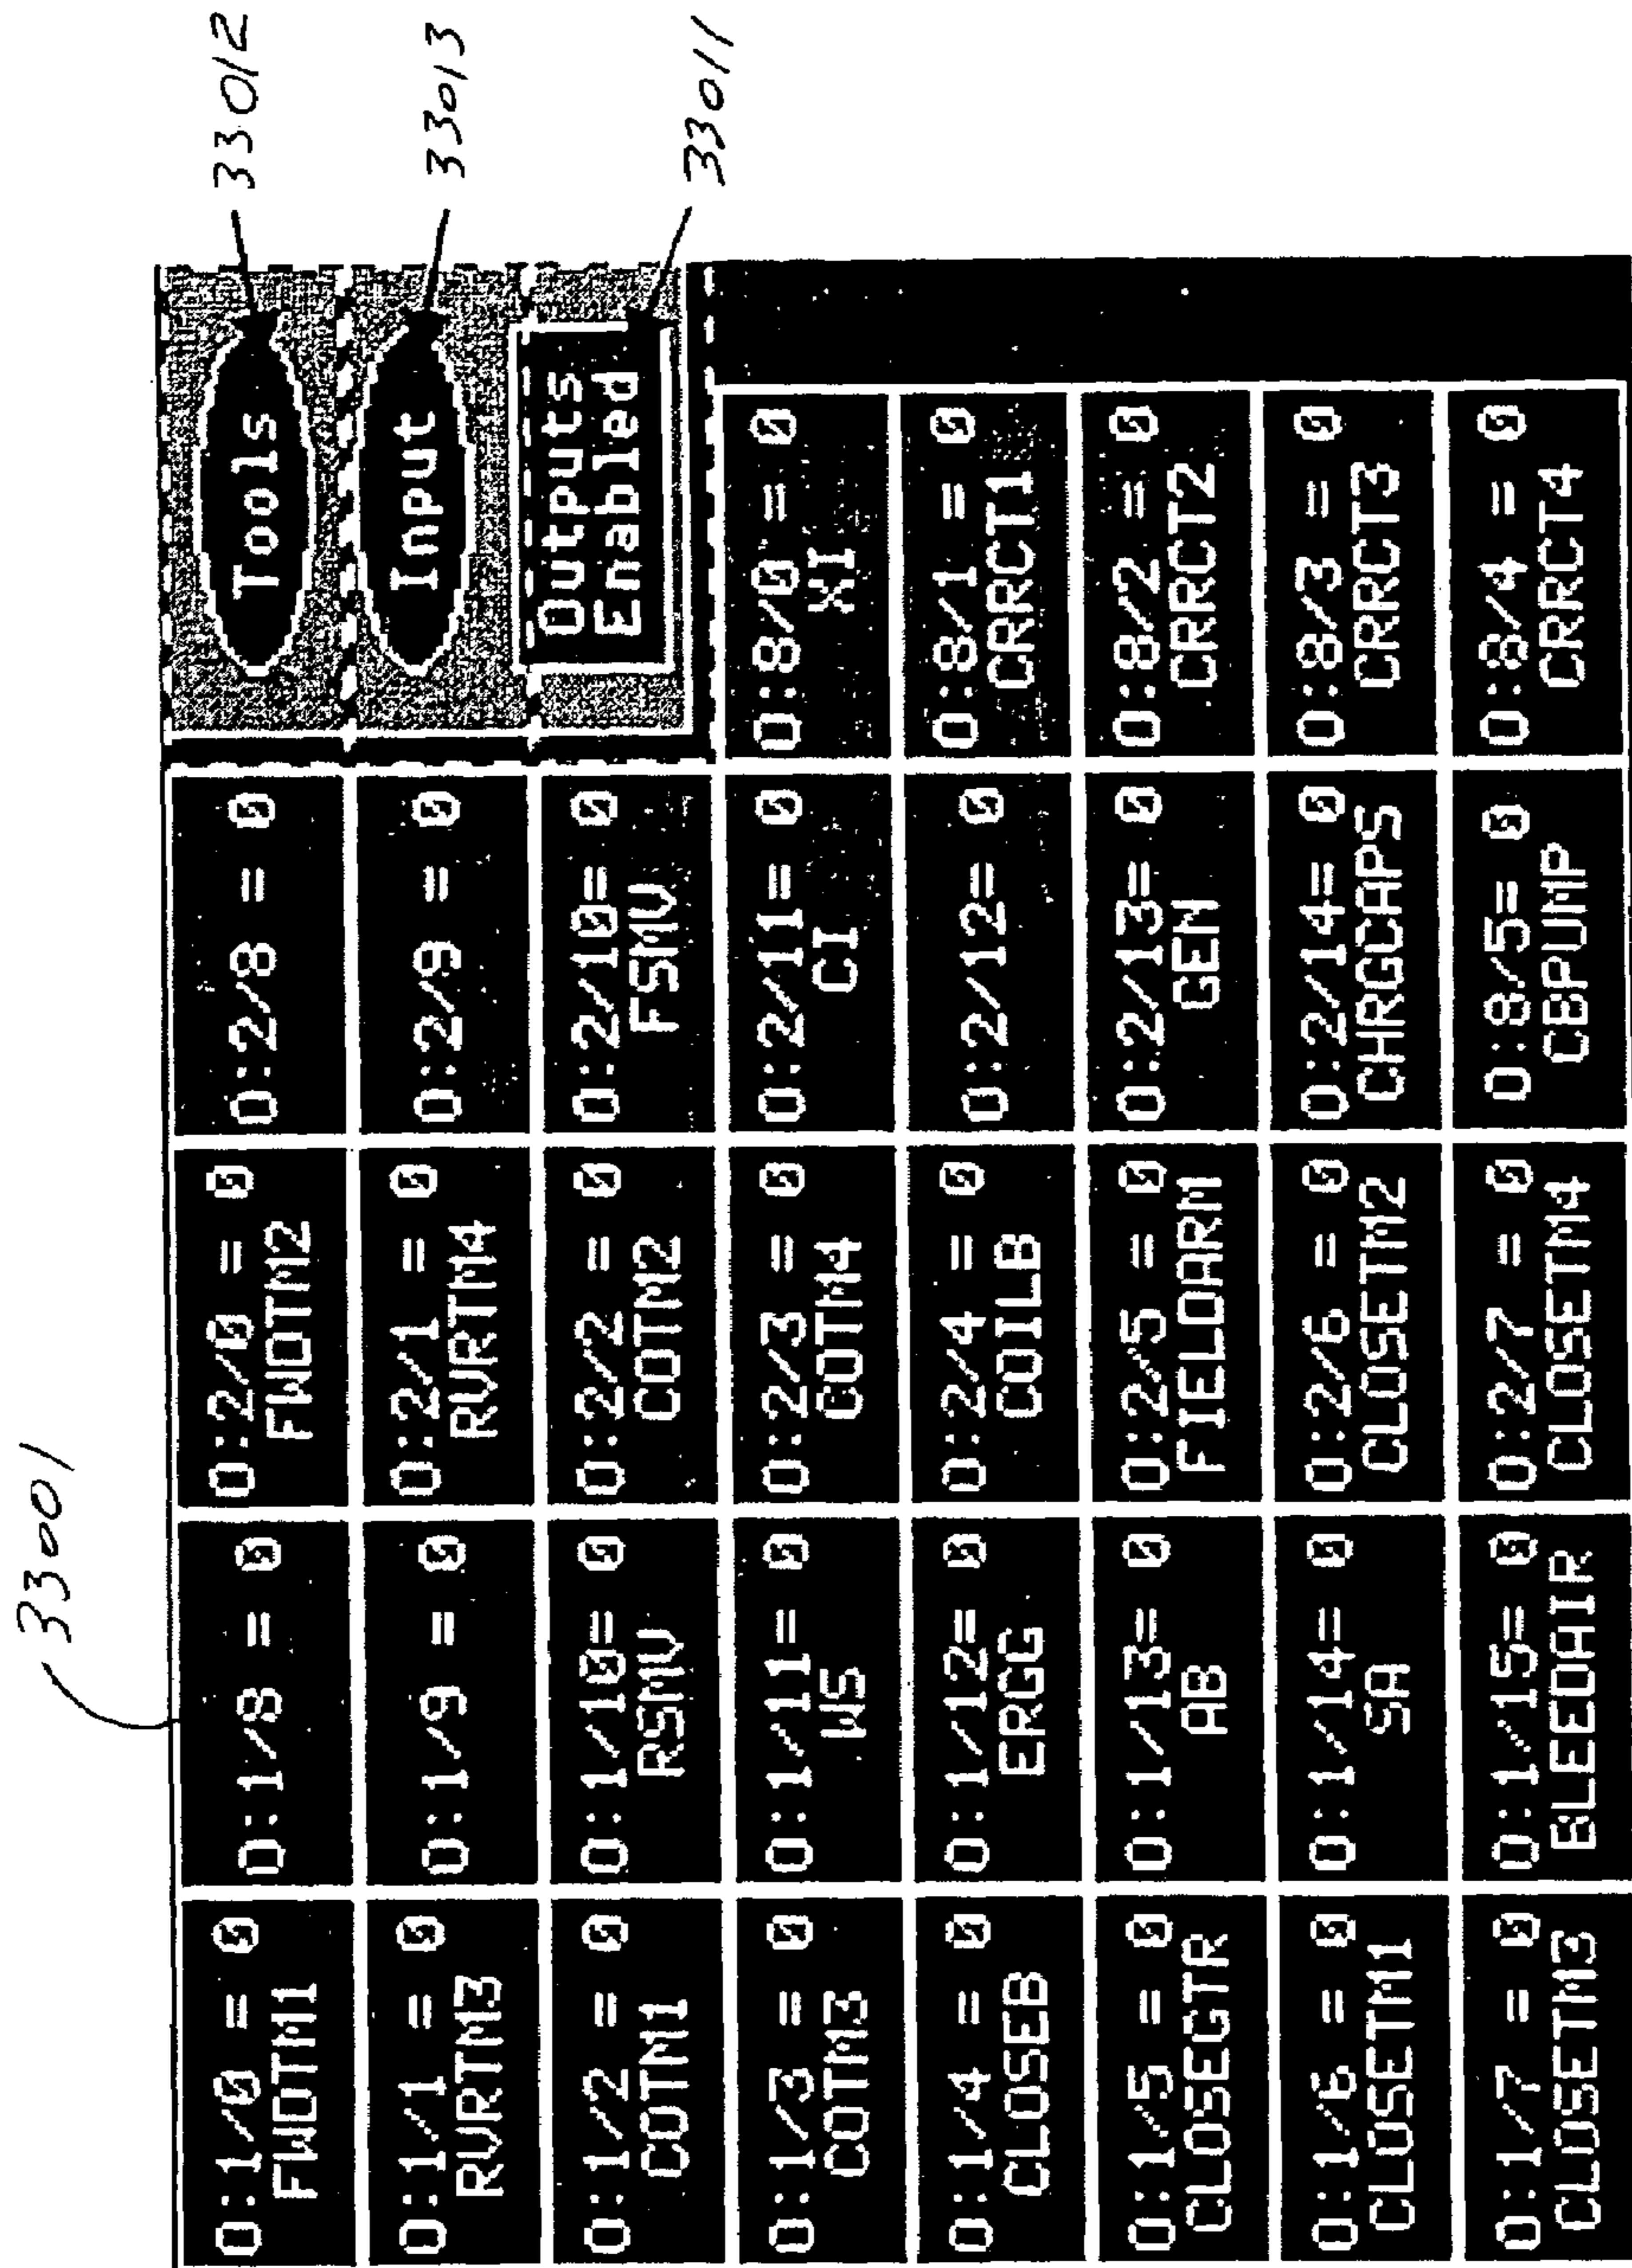 33001
33012
33013
33011
O:1/0 = 0
FWDTM1
O:1/8 = 0
O:2/0 = 0
FWDTM2
O:2/8 = 0
Tools
O:1/1 = 0
RVRTM3
O:1/9 = 0
O:2/1 = 0
RVRTM4
O:2/9 = 0
Input
O:1/2 = 0
COTM1
O:1/10= 0
RSMV
O:2/2 = 0
COTM2
O:2/10= 0
FSMV
Outputs
Enabled
O:1/3 = 0
COTM3
O:1/11= 0
WS
O:2/3 = 0
COTM4
O:2/11= 0
CI
O:8/0 = 0
XI
O:1/4 = 0
CLOSEB
O:1/12= 0
ERGG
O:2/4 = 0
COILB
O:2/12= 0
O:8/1 = 0
CRRCT1
O:1/5 = 0
CLOSEGTR
O:1/13= 0
AB
O:2/5 = 0
FIELDARM
O:2/13= 0
GEN
O:8/2 = 0
CRRCT2
O:1/6 = 0
CLOSETM1
O:1/14= 0
SA
O:2/6 = 0
CLOSETM2
O:2/14= 0
CHRGCAPS
O:8/3 = 0
CRRCT3
O:1/7 = 0
CLOSETM3
O:1/15= 0
BLEEDAIR
O:2/7 = 0
CLOSETM4
O:8/5= 0
CBPUMP
O:8/4 = 0
CRRCT4